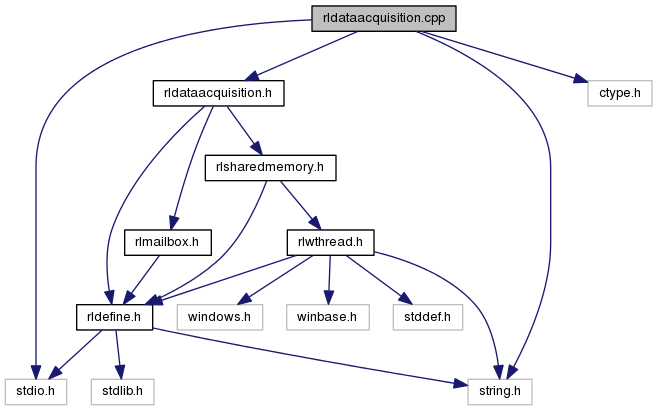 rldataacquisition.cpp
rldataacquisition.h
ctype.h
rlsharedmemory.h
rlmailbox.h
rlwthread.h
rldefine.h
windows.h
winbase.h
stddef.h
stdio.h
stdlib.h
string.h